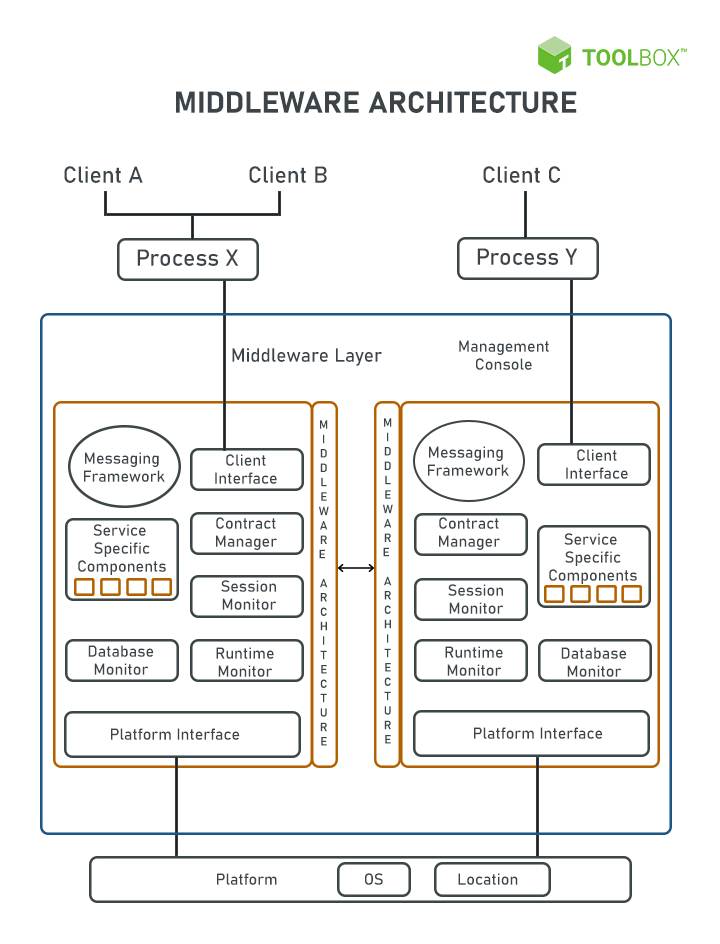 TOOLBOX™
MIDDLEWARE ARCHITECTURE
Client A
Client B
Client C
Process X
Process Y
Middleware Layer
Management
Console
Messaging
Framework
Client
Interface
Contract
Manager
Service
Specific
Components
Session
Monitor
Database
Monitor
Runtime
Monitor
Platform Interface
MIDDLEWARE ARCHITECTURE
MIDDLEWARE ARCHITECTURE
Messaging
Framework
Client
Interface
Contract
Manager
Service
Specific
Components
Session
Monitor
Runtime
Monitor
Database
Monitor
Platform Interface
Platform
OS
Location